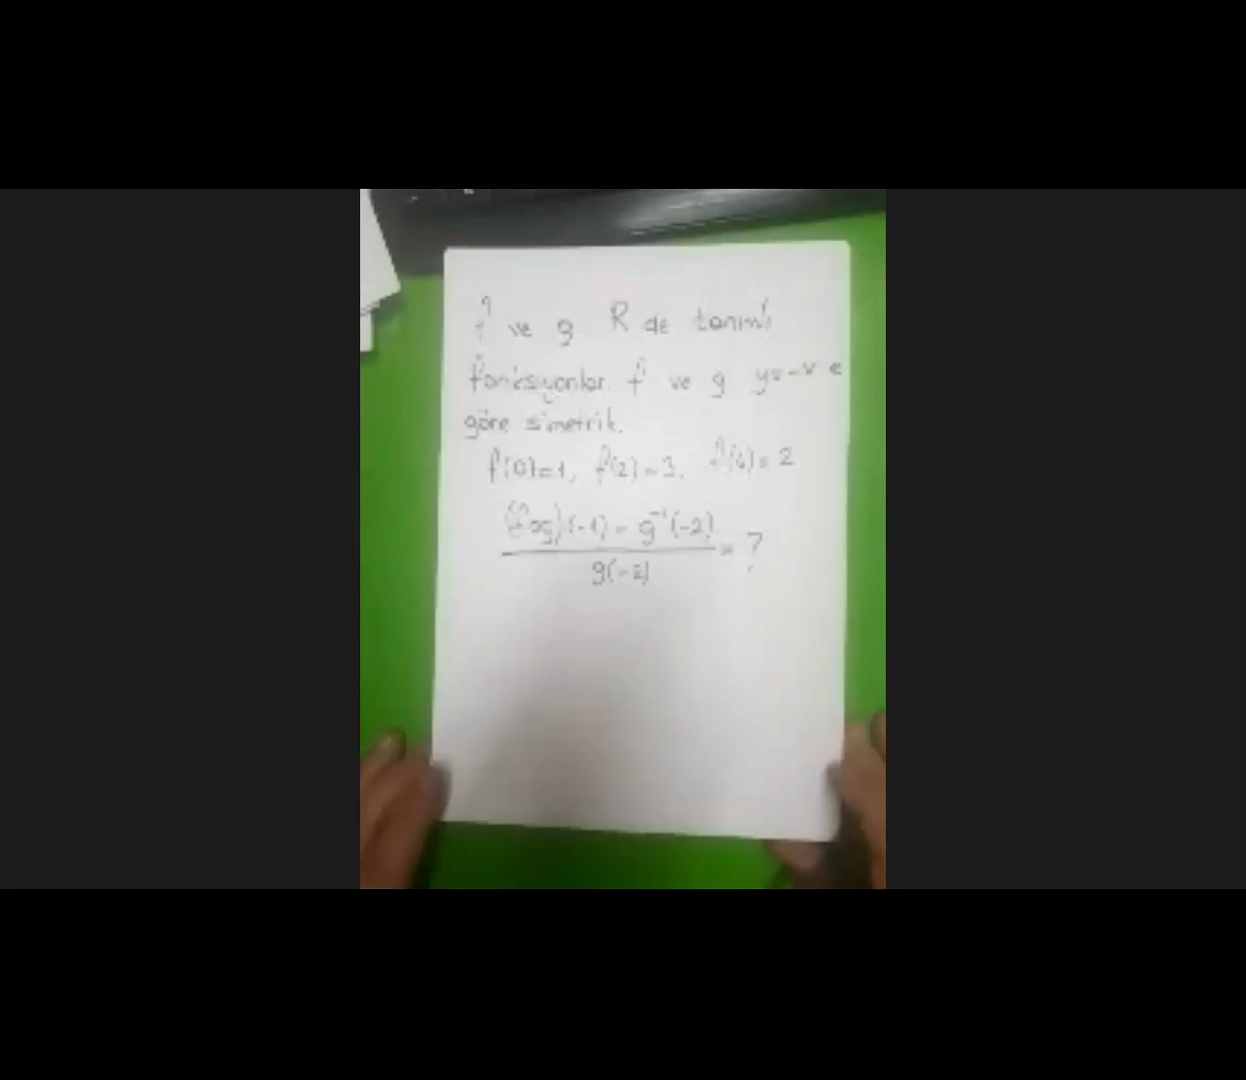 f ve g R de tanımlı
fonksiyonlar. f ve g y=-x e
göre simetrik.
f(0)=1, f(2)=3, f(4)=2
(fog)(-1) - g⁻¹(-2)
/ g(-2) = ?